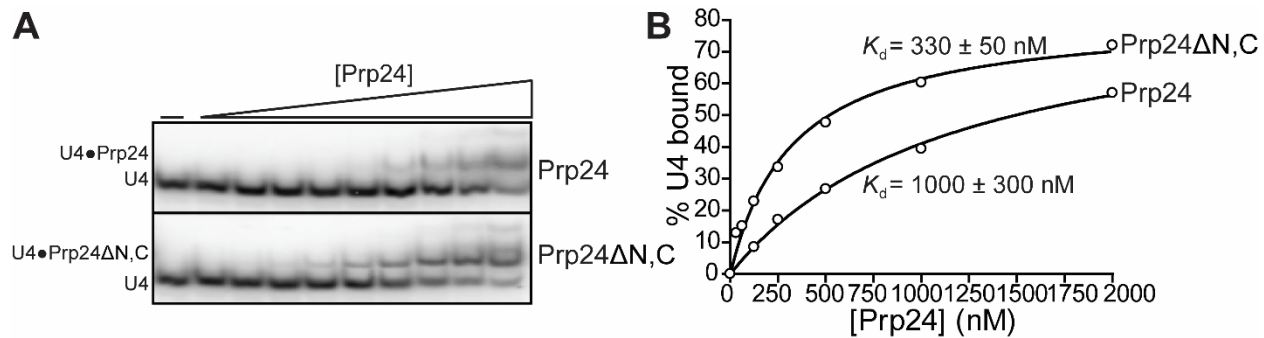 A
[Prp24]
U4●Prp24
U4
Prp24
U4●Prp24ΔN,C
U4
Prp24ΔN,C
B
% U4 bound
80
70
60
50
40
30
20
10
0
Kd = 330 ± 50 nM
Prp24ΔN,C
Prp24
Kd = 1000 ± 300 nM
0 250 500 750 1000 1250 1500 1750 2000
[Prp24] (nM)